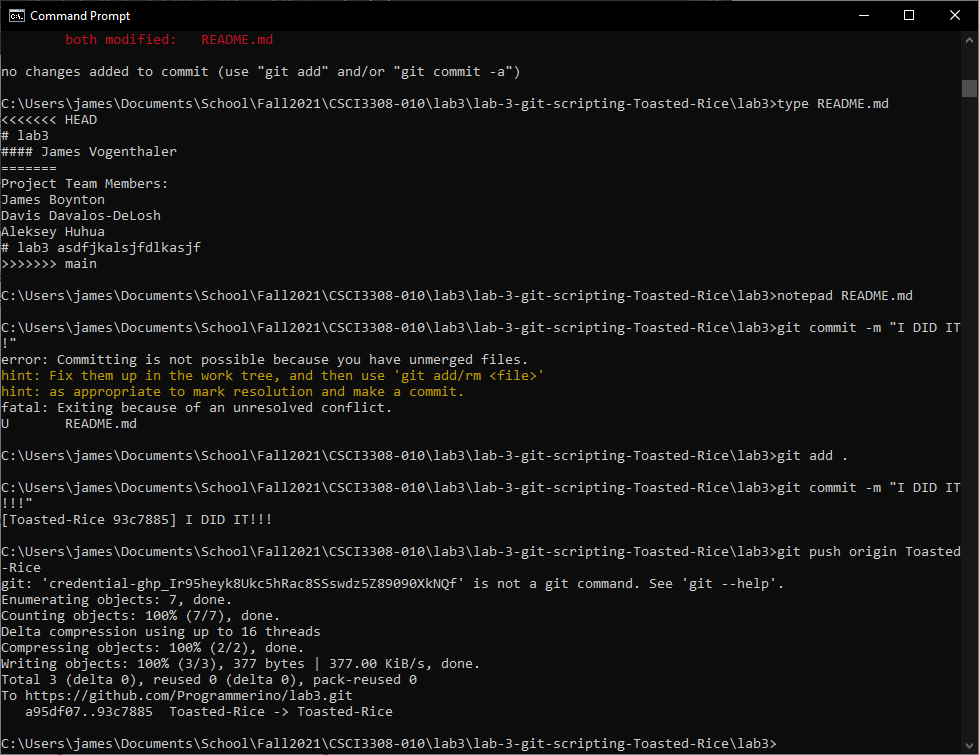 Command Prompt
both modified: README.md
no changes added to commit (use "git add" and/or "git commit -a")
C:\Users\james\Documents\School\Fall2021\CSCI3308-010\lab3\lab-3-git-scripting-Toasted-Rice\lab3>type README.md
<<<<<<< HEAD
# lab3
#### James Vogenthaler
=======
Project Team Members:
James Boynton
Davis Davalos-DeLosh
Aleksey Huhua
# lab3 asdfjkalsjfdlkasjf
>>>>>>> main
C:\Users\james\Documents\School\Fall2021\CSCI3308-010\lab3\lab-3-git-scripting-Toasted-Rice\lab3>notepad README.md
C:\Users\james\Documents\School\Fall2021\CSCI3308-010\lab3\lab-3-git-scripting-Toasted-Rice\lab3>git commit -m "I DID IT
!"
error: Committing is not possible because you have unmerged files.
hint: Fix them up in the work tree, and then use 'git add/rm <file>'
hint: as appropriate to mark resolution and make a commit.
fatal: Exiting because of an unresolved conflict.
U README.md
C:\Users\james\Documents\School\Fall2021\CSCI3308-010\lab3\lab-3-git-scripting-Toasted-Rice\lab3>git add .
C:\Users\james\Documents\School\Fall2021\CSCI3308-010\lab3\lab-3-git-scripting-Toasted-Rice\lab3>git commit -m "I DID IT
!!!"
[Toasted-Rice 93c7885] I DID IT!!!
C:\Users\james\Documents\School\Fall2021\CSCI3308-010\lab3\lab-3-git-scripting-Toasted-Rice\lab3>git push origin Toasted
-Rice
git: is not a git command. See 'git --help'.
Enumerating objects: 7, done.
Counting objects: 100% (7/7), done.
Delta compression using up to 16 threads
Compressing objects: 100% (2/2), done.
Writing objects: 100% (3/3), 377 bytes | 377.00 KiB/s, done.
Total 3 (delta 0), reused 0 (delta 0), pack-reused 0
To https://github.com/Programmerino/lab3.git
a95df07..93c7885 Toasted-Rice -> Toasted-Rice
C:\Users\james\Documents\School\Fall2021\CSCI3308-010\lab3\lab-3-git-scripting-Toasted-Rice\lab3>